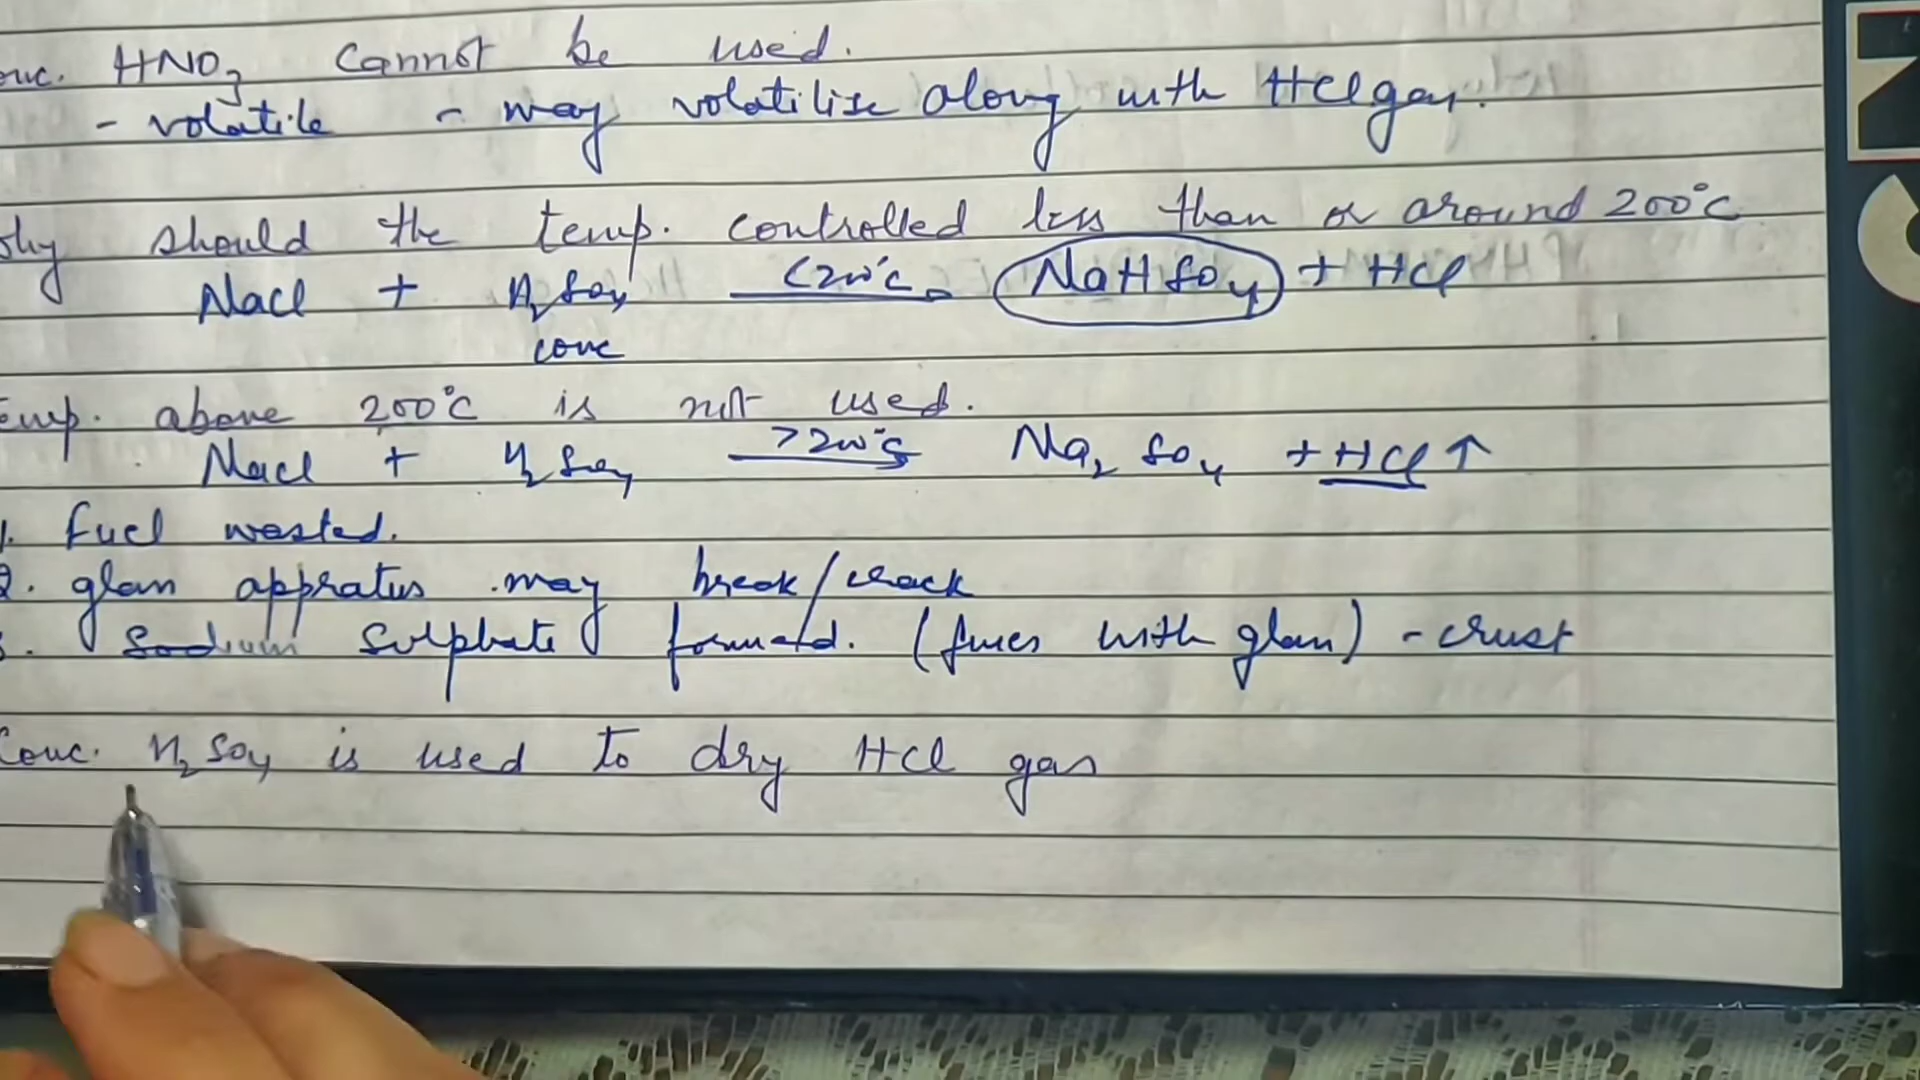 onc. HNO3 cannot be used.
- volatile - may volatilise along with HCl gas.
why should the temp. controlled less than or around 200°C
NaCl + H2SO4 <200°C NaHSO4 + HCl
conc
Temp. above 200°C is not used.
NaCl + H2SO4 >200°C Na2SO4 + HCl ↑
1. fuel wasted.
2. glass appratus may break/crack
3. Sodium Sulphate formed. (fuses with glass) - crust
Conc. H2SO4 is used to dry HCl gas